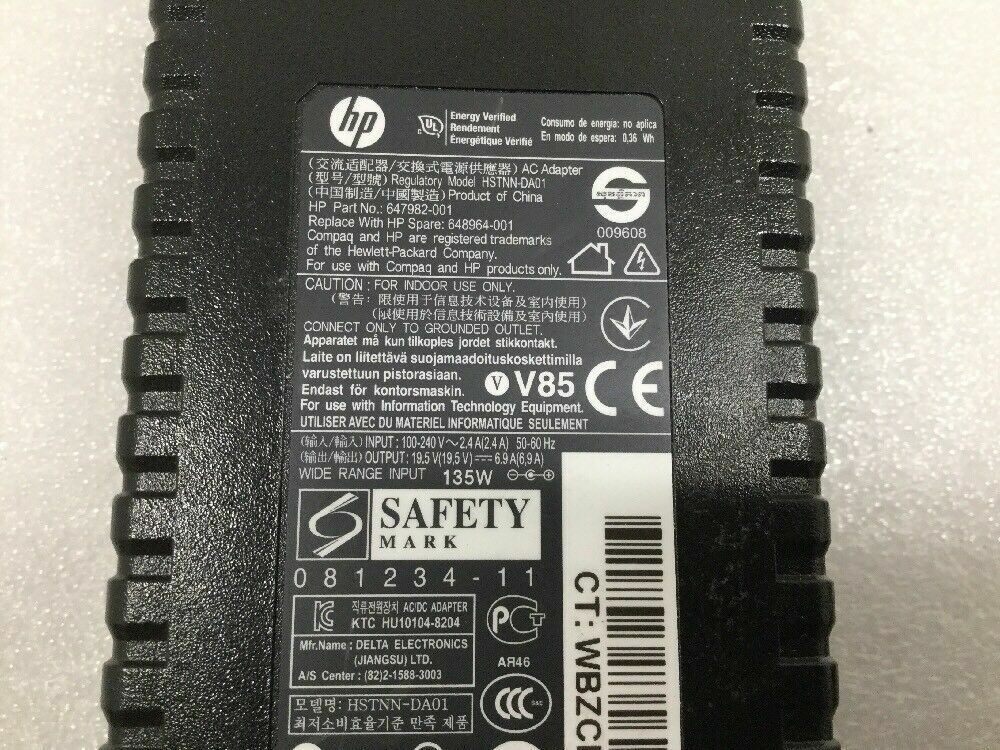 hp
UL
Energy Verified
Rendement
Énergétique Vérifié
Consumo de energia: no aplica
En modo de espera: 0,36 Wh
(交流适配器/交換式電源供應器) AC Adapter
(型号/型號) Regulatory Model HSTNN-DA01
(中国制造/中國製造) Product of China
HP Part No.: 647982-001
Replace With HP Spare: 648964-001
Compaq and HP are registered trademarks
of the Hewlett-Packard Company.
For use with Compaq and HP products only.
009608
CAUTION : FOR INDOOR USE ONLY.
(警告: 限使用于信息技术设备及室内使用)
(限使用於信息技術設備及室內使用)
CONNECT ONLY TO GROUNDED OUTLET.
Apparatet må kun tilkoples jordet stikkontakt.
Laite on liitettävä suojamaadoituskoskettimilla
varustettuun pistorasiaan.
Endast för kontorsmaskin.
V V85 CE
For use with Information Technology Equipment.
UTILISER AVEC DU MATERIEL INFORMATIQUE SEULEMENT
(输入/輸入) INPUT: 100-240 V~ 2.4 A(2,4 A) 50-60 Hz
(输出/輸出) OUTPUT: 19.5 V(19,5 V)⎓ 6.9 A(6,9 A)
WIDE RANGE INPUT 135W
SAFETY
MARK
081234-11
직류전원장치 AC/DC ADAPTER
KTC HU10104-8204
Mfr.Name : DELTA ELECTRONICS
(JIANGSU) LTD.
A/S Center : (82)2-1588-3003
РСТ
АЯ46
모델명: HSTNN-DA01
최저소비효율기준 만족 제품
CCC
S&E
CT: WBZC